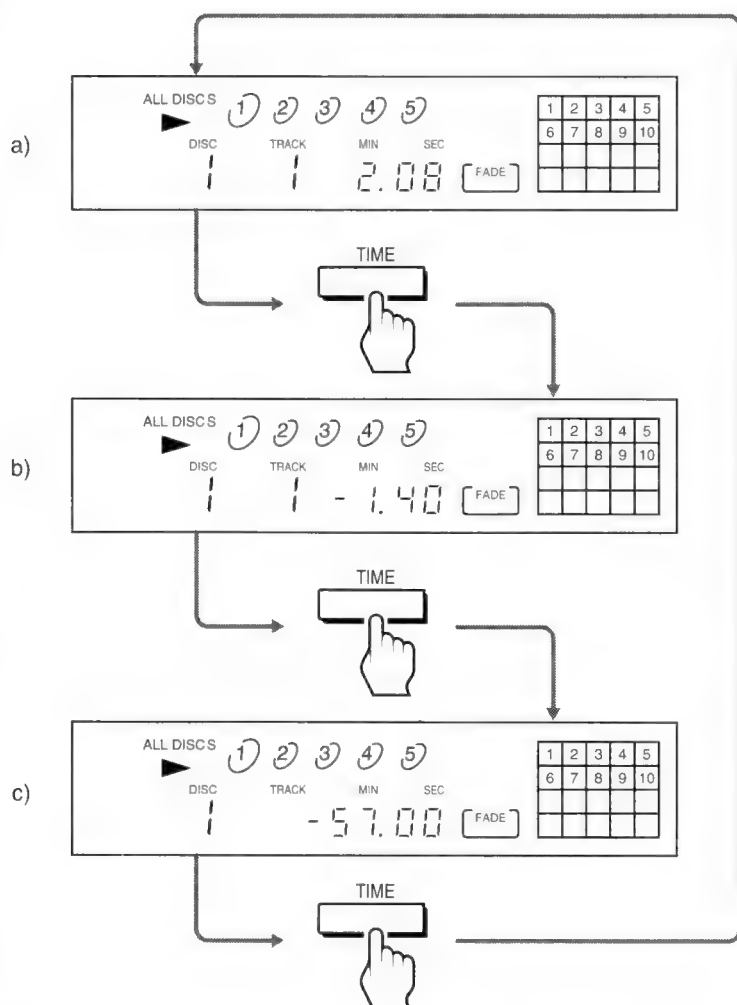 ALL DISCS 1 2 3 4 5
DISC TRACK MIN SEC
a) 1 1 2.08 FADE
1 2 3 4 5
6 7 8 9 10
TIME
ALL DISCS 1 2 3 4 5
DISC TRACK MIN SEC
b) 1 1 -1.40 FADE
1 2 3 4 5
6 7 8 9 10
TIME
ALL DISCS 1 2 3 4 5
DISC TRACK MIN SEC
c) 1 -57.00 FADE
1 2 3 4 5
6 7 8 9 10
TIME